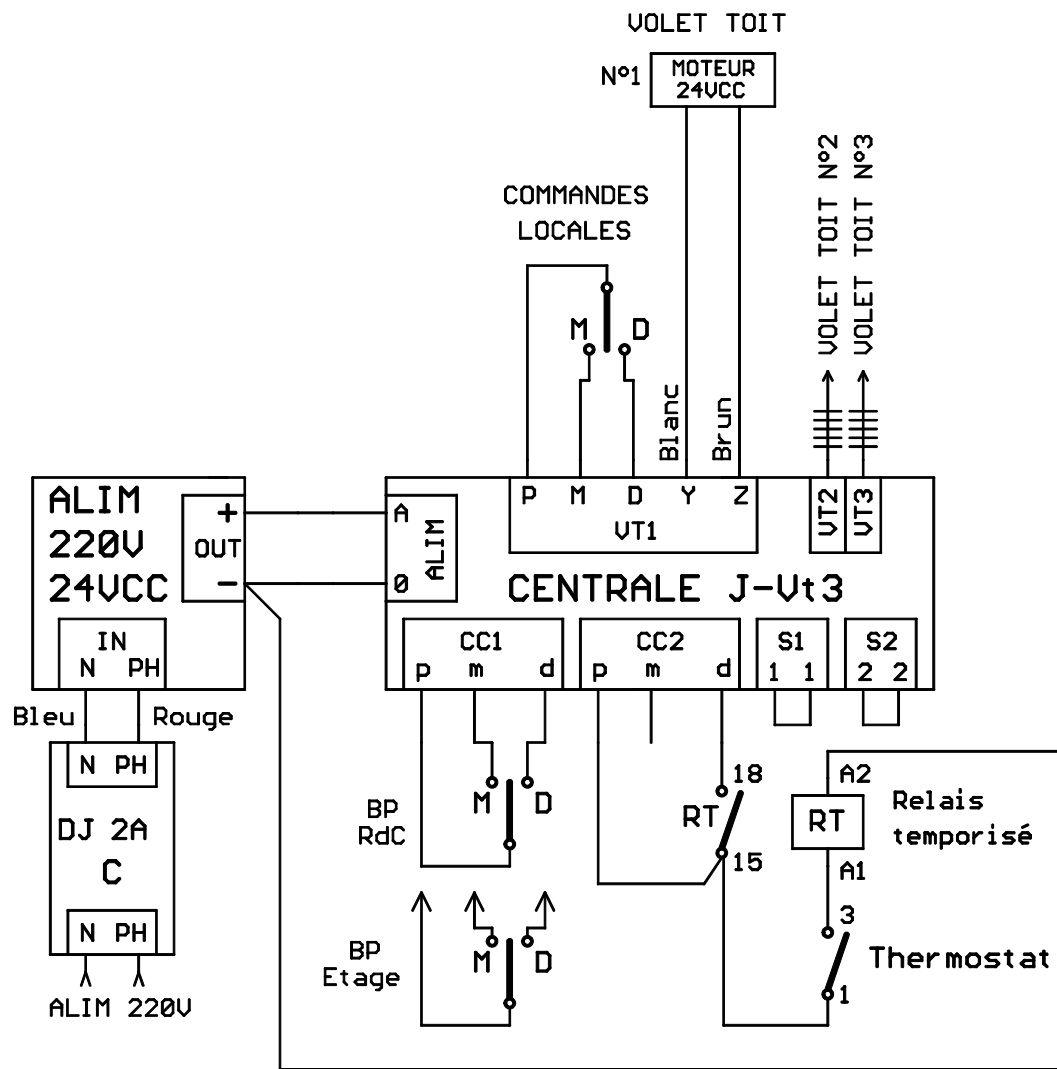 VOLET TOIT
N°1
MOTEUR
24VCC
COMMANDES
LOCALES
M D
Blanc
Brun
VOLET TOIT N°2
VOLET TOIT N°3
ALIM
220V
24VCC
+
OUT
-
IN
N PH
A
0
ALIM
P M D Y Z
VT1
VT2
VT3
CENTRALE J-Vt3
CC1
p m d
CC2
p m d
S1
1 1
S2
2 2
Bleu Rouge
N PH
DJ 2A
C
N PH
ALIM 220V
BP
RdC
M D
BP
Etage
M D
18
RT
15
A2
RT
A1
Relais
temporisé
3
Thermostat
1